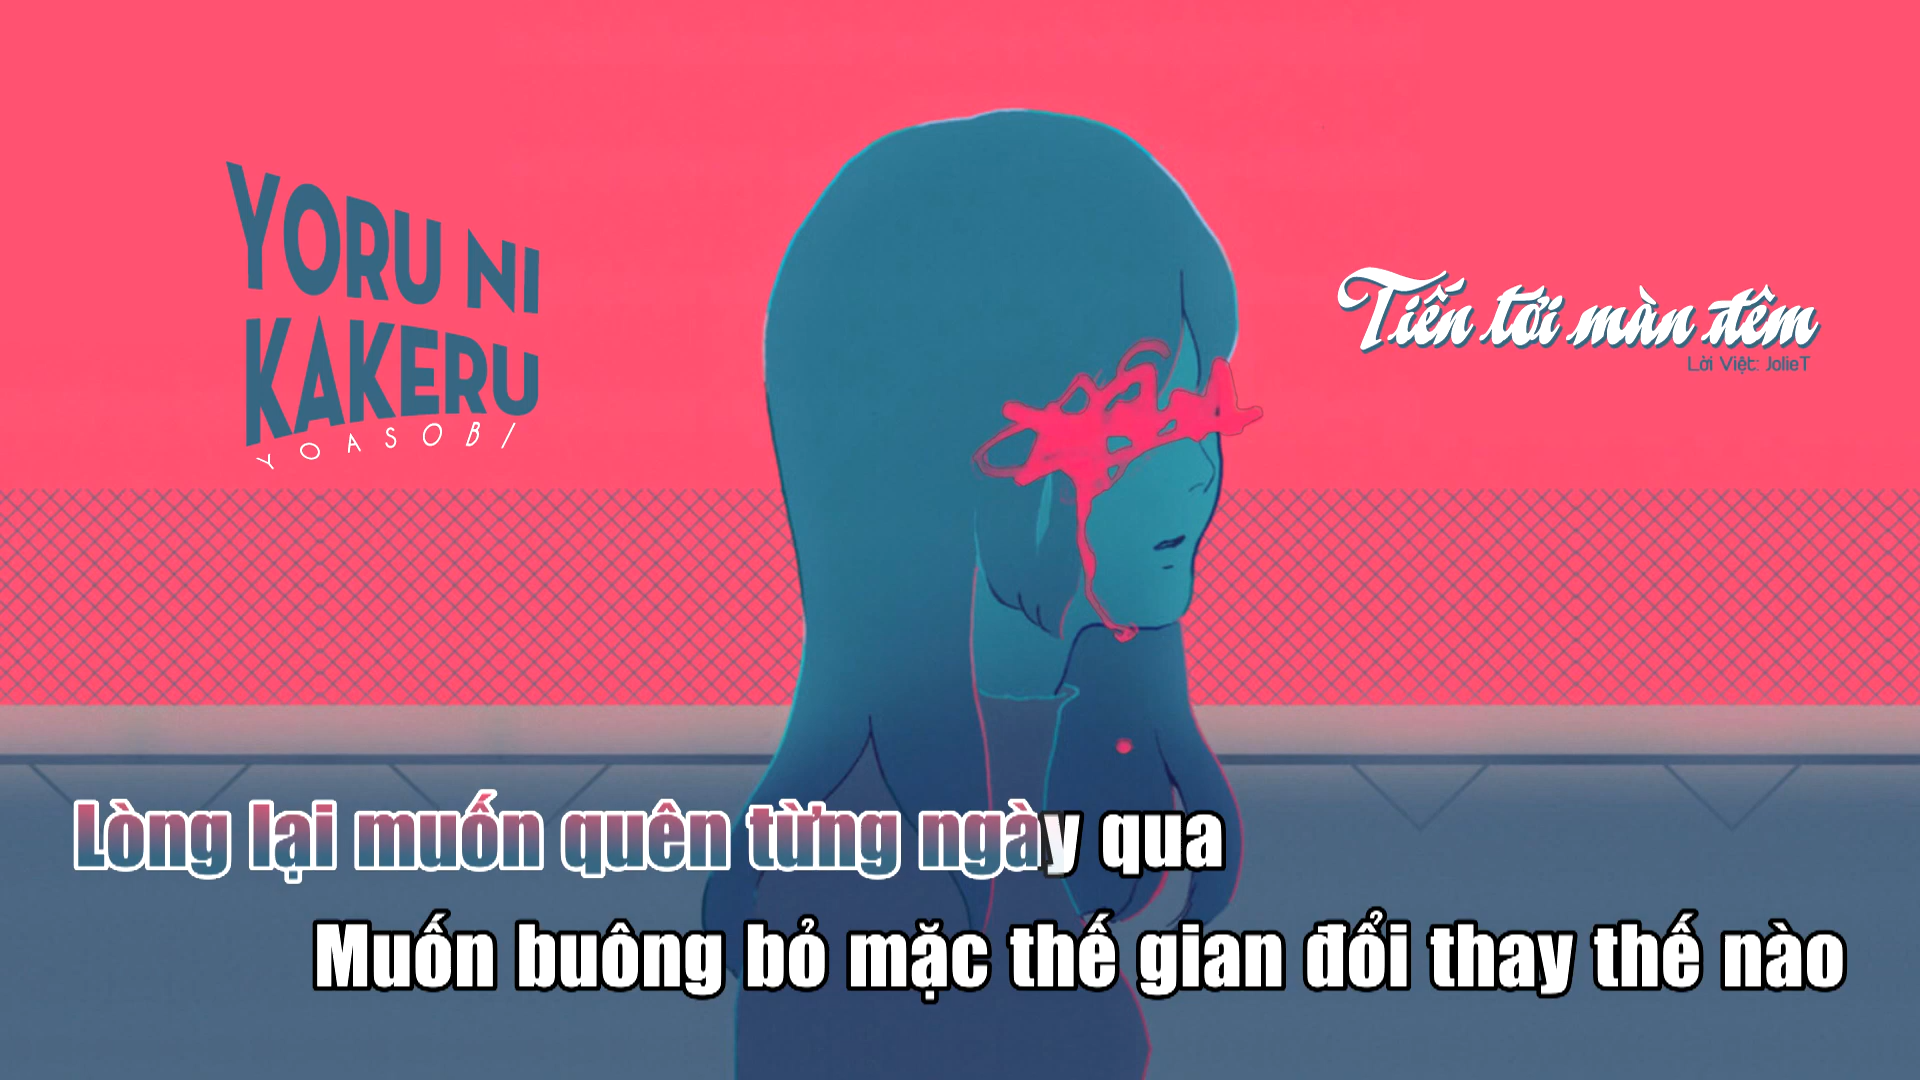 YORU NI
KAKERU
YOASOBI
Tiến tới màn đêm
Lời Việt: JolieT
Lòng lại muốn quên từng ngày qua
Muốn buông bỏ mặc thế gian đổi thay thế nào